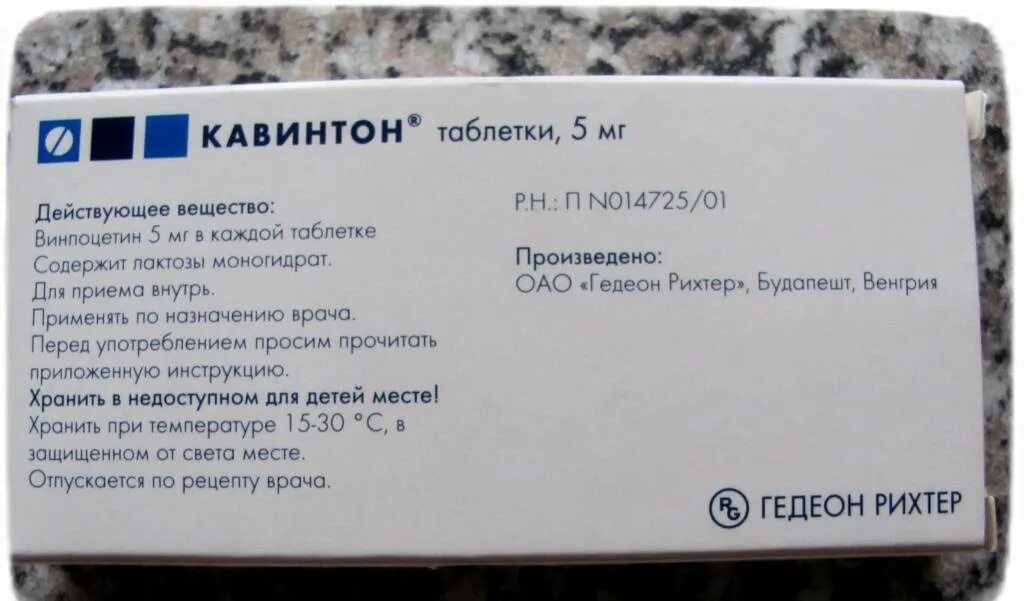 КАВИНТОН® таблетки, 5 мг
Действующее вещество:
Винпоцетин 5 мг в каждой таблетке
Содержит лактозы моногидрат.
Для приема внутрь.
Применять по назначению врача.
Перед употреблением просим прочитать
приложенную инструкцию.
Хранить в недоступном для детей месте!
Хранить при температуре 15-30 °С, в
защищенном от света месте.
Отпускается по рецепту врача.
Р.Н.: П N014725/01
Произведено:
ОАО «Гедеон Рихтер», Будапешт, Венгрия
RG ГЕДЕОН РИХТЕР